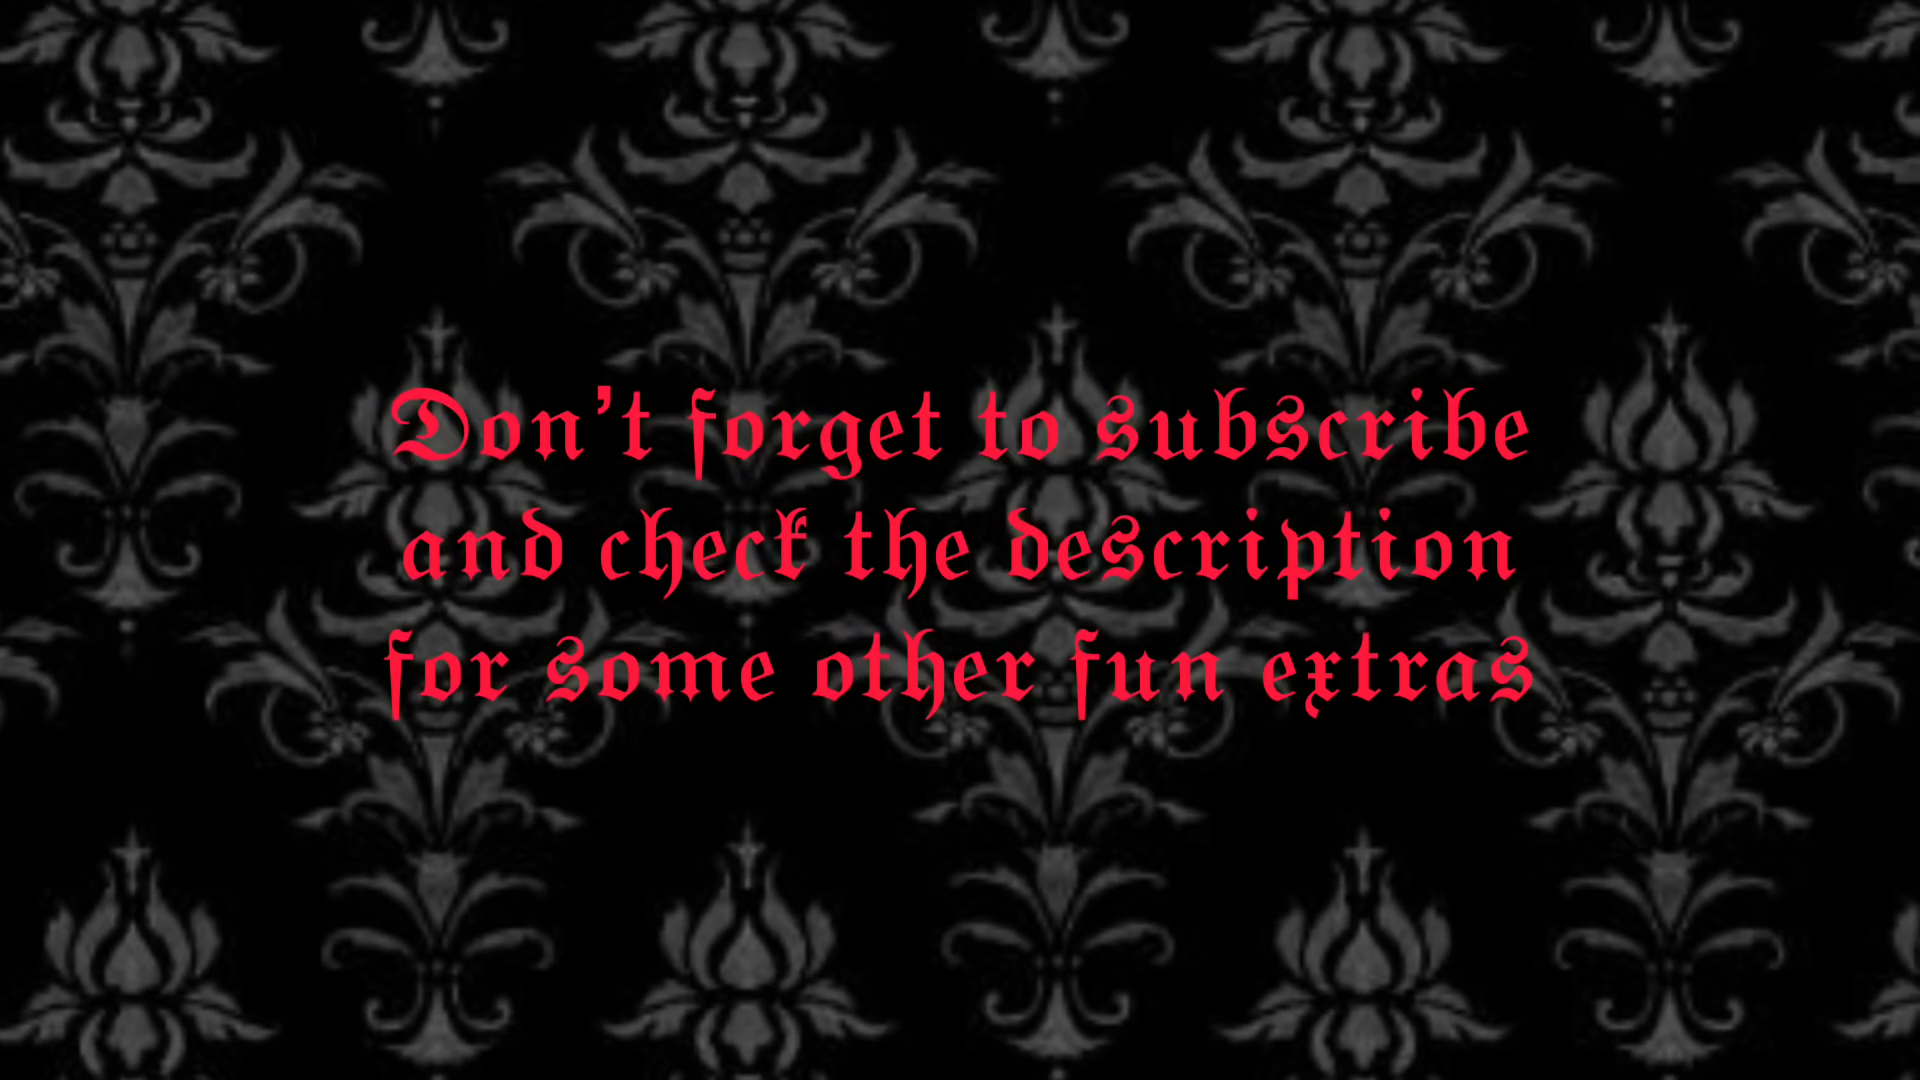 Don't forget to subscribe
and check the description
for some other fun extras